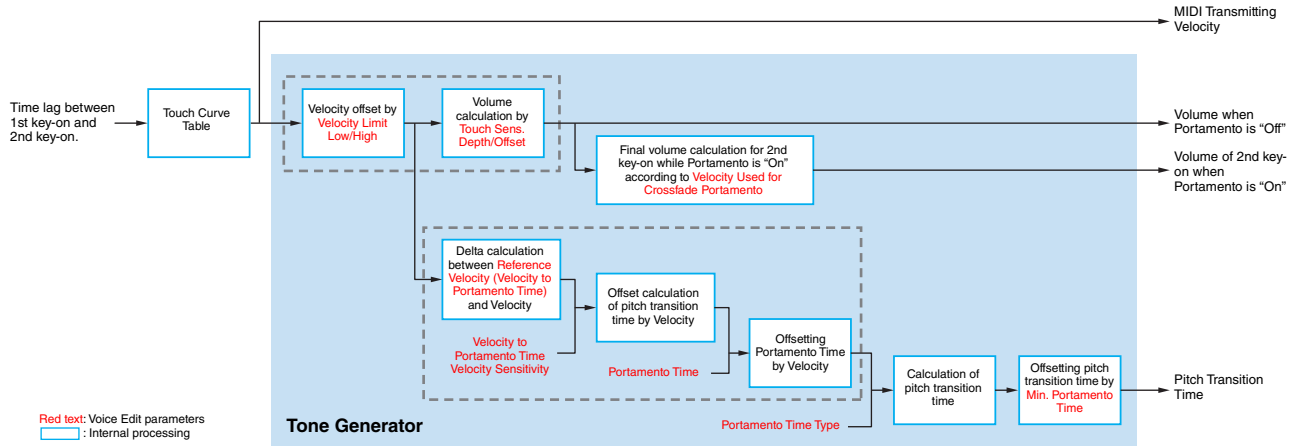 MIDI Transmitting
Velocity
Time lag between
1st key-on and
2nd key-on.
Touch Curve
Table
Velocity offset by
Velocity Limit
Low/High
Volume
calculation by
Touch Sens.
Depth/Offset
Volume when
Portamento is “Off”
Final volume calculation for 2nd
key-on while Portamento is “On”
according to Velocity Used for
Crossfade Portamento
Volume of 2nd key-
on when
Portamento is “On”
Delta calculation
between Reference
Velocity (Velocity to
Portamento Time)
and Velocity
Offset calculation
of pitch transition
time by Velocity
Velocity to
Portamento Time
Velocity Sensitivity
Portamento Time
Offsetting
Portamento Time
by Velocity
Calculation of
pitch transition
time
Offsetting pitch
transition time by
Min. Portamento
Time
Pitch Transition
Time
Portamento Time Type
Red text: Voice Edit parameters
: Internal processing
Tone Generator